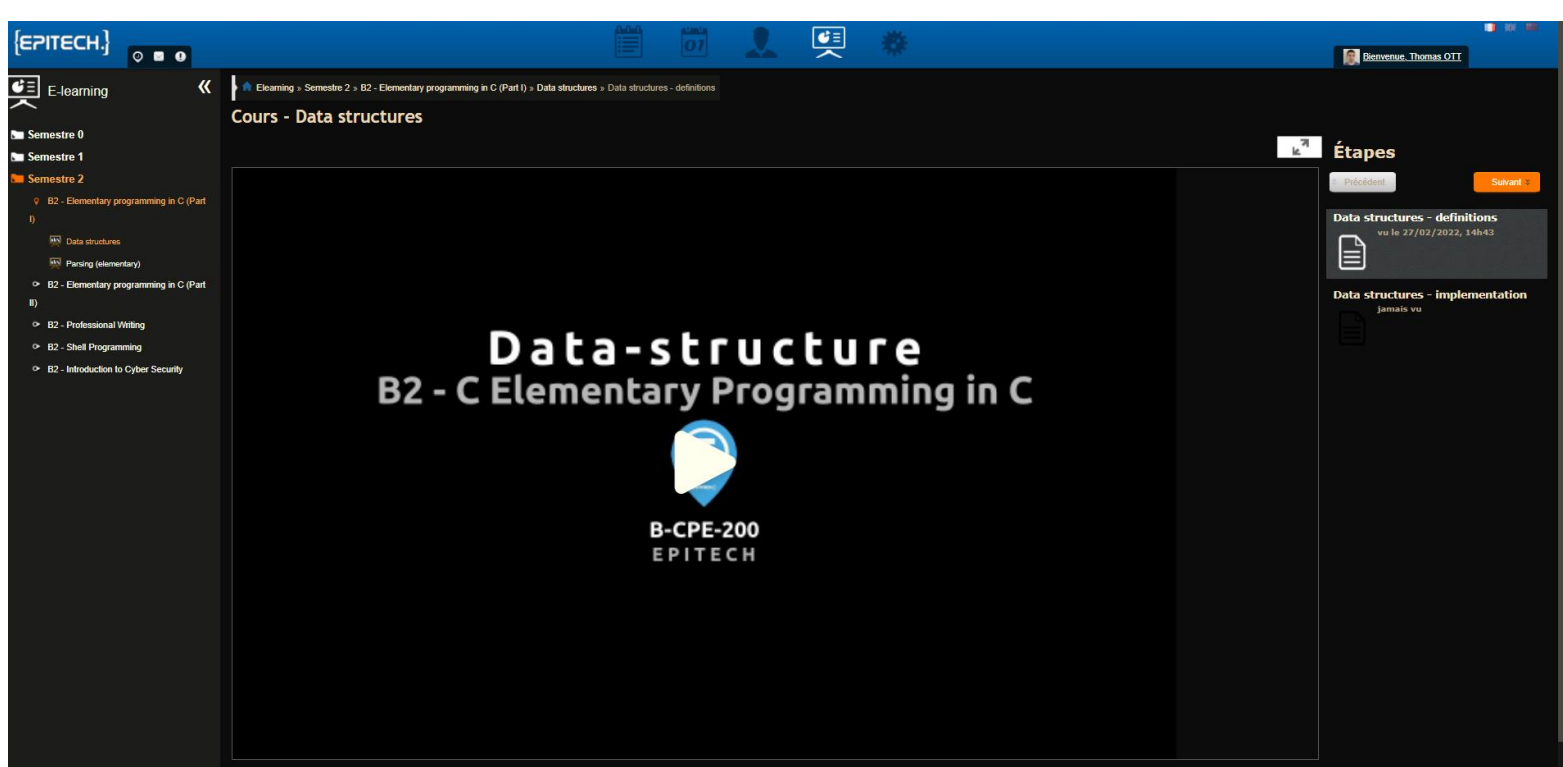 {EPITECH.}
07
Bienvenue, Thomas OTT
E-learning
Semestre 0
Semestre 1
Semestre 2
B2 - Elementary programming in C (Part
I)
Data structures
Parsing (elementary)
B2 - Elementary programming in C (Part
II)
B2 - Professional Writing
B2 - Shell Programming
B2 - Introduction to Cyber Security
Elearning » Semestre 2 » B2 - Elementary programming in C (Part I) » Data structures » Data structures - definitions
Cours - Data structures
Data-structure
B2 - C Elementary Programming in C
B-CPE-200
EPITECH
Étapes
Précédent
Suivant
Data structures - definitions
vu le 27/02/2022, 14h43
Data structures - implementation
jamais vu